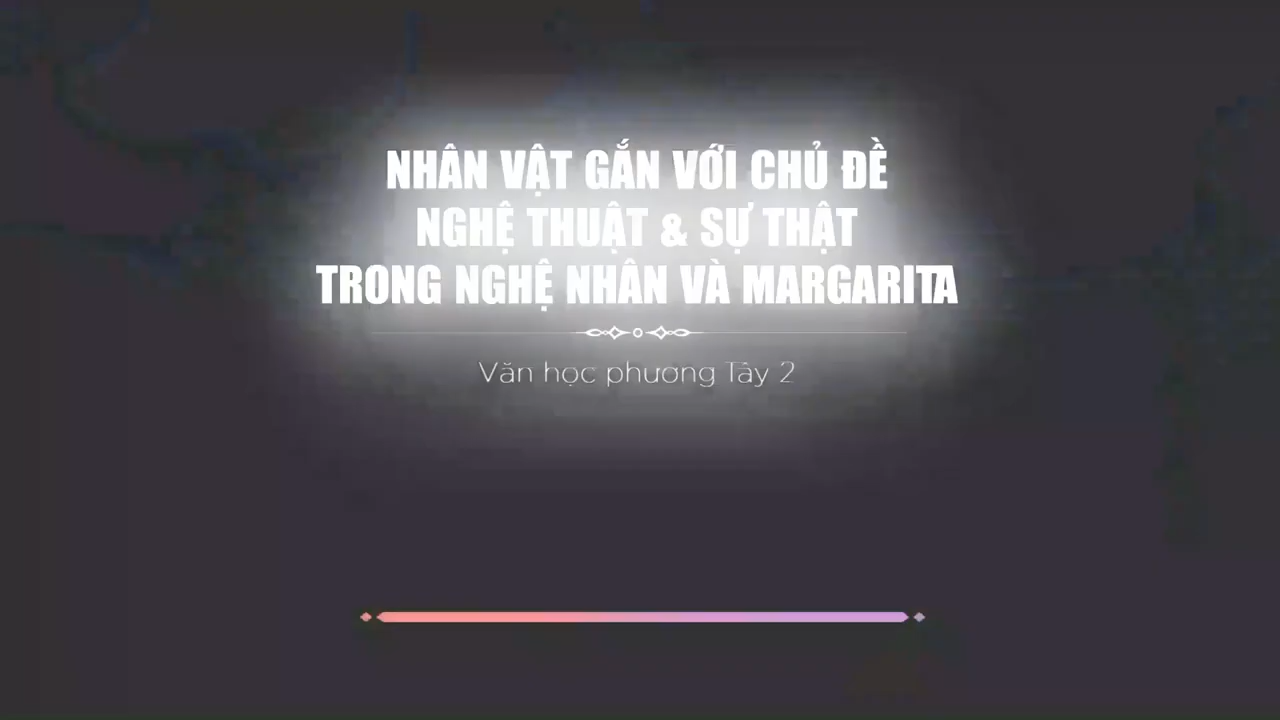 NHÂN VẬT GẮN VỚI CHỦ ĐỀ
NGHỆ THUẬT & SỰ THẬT
TRONG NGHỆ NHÂN VÀ MARGARITA
Văn học phương Tây 2